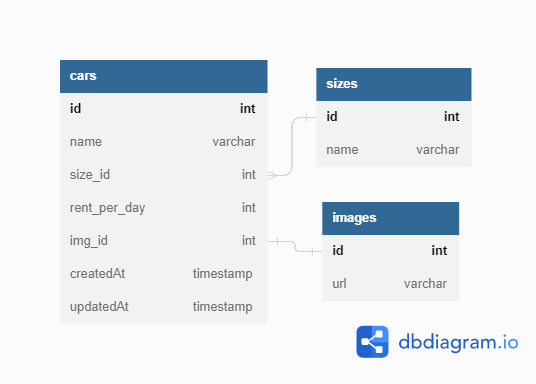 cars
id int
name varchar
size_id int
rent_per_day int
img_id int
createdAt timestamp
updatedAt timestamp
sizes
id int
name varchar
images
id int
url varchar
dbdiagram.io